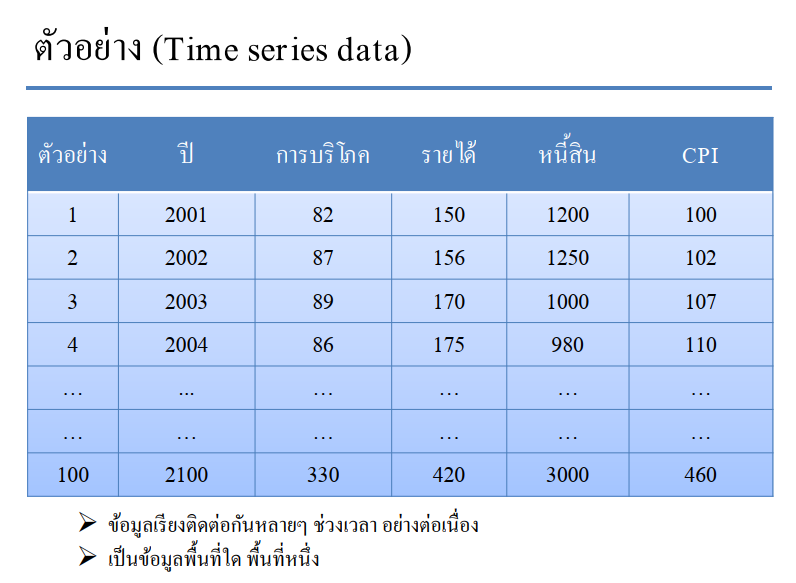 ตัวอย่าง (Time series data)
ตัวอย่าง ปี การบริโภค รายได้ หนี้สิน CPI
1 2001 82 150 1200 100
2 2002 87 156 1250 102
3 2003 89 170 1000 107
4 2004 86 175 980 110
… ... … … … …
… … … … … …
100 2100 330 420 3000 460
➢ ข้อมูลเรียงติดต่อกันหลายๆ ช่วงเวลา อย่างต่อเนื่อง
➢ เป็นข้อมูลพื้นที่ใด พื้นที่หนึ่ง